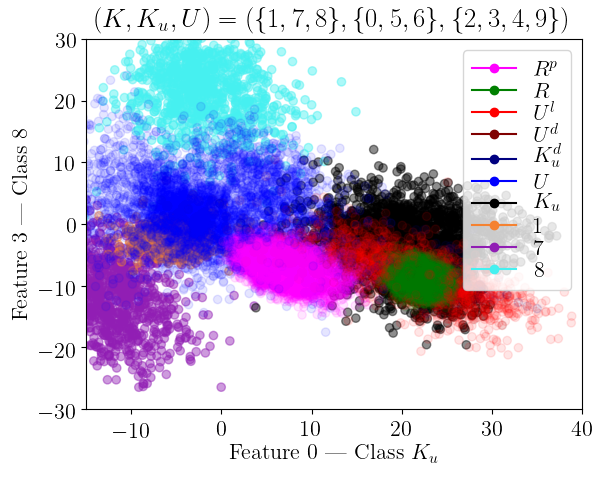 (K, K_u, U) = ({1, 7, 8}, {0, 5, 6}, {2, 3, 4, 9})
Feature 3 — Class 8
30
20
10
0
−10
−20
−30
R^p
R
U^l
U^d
K_u^d
U
K_u
1
7
8
−10
0
10
20
30
40
Feature 0 — Class K_u